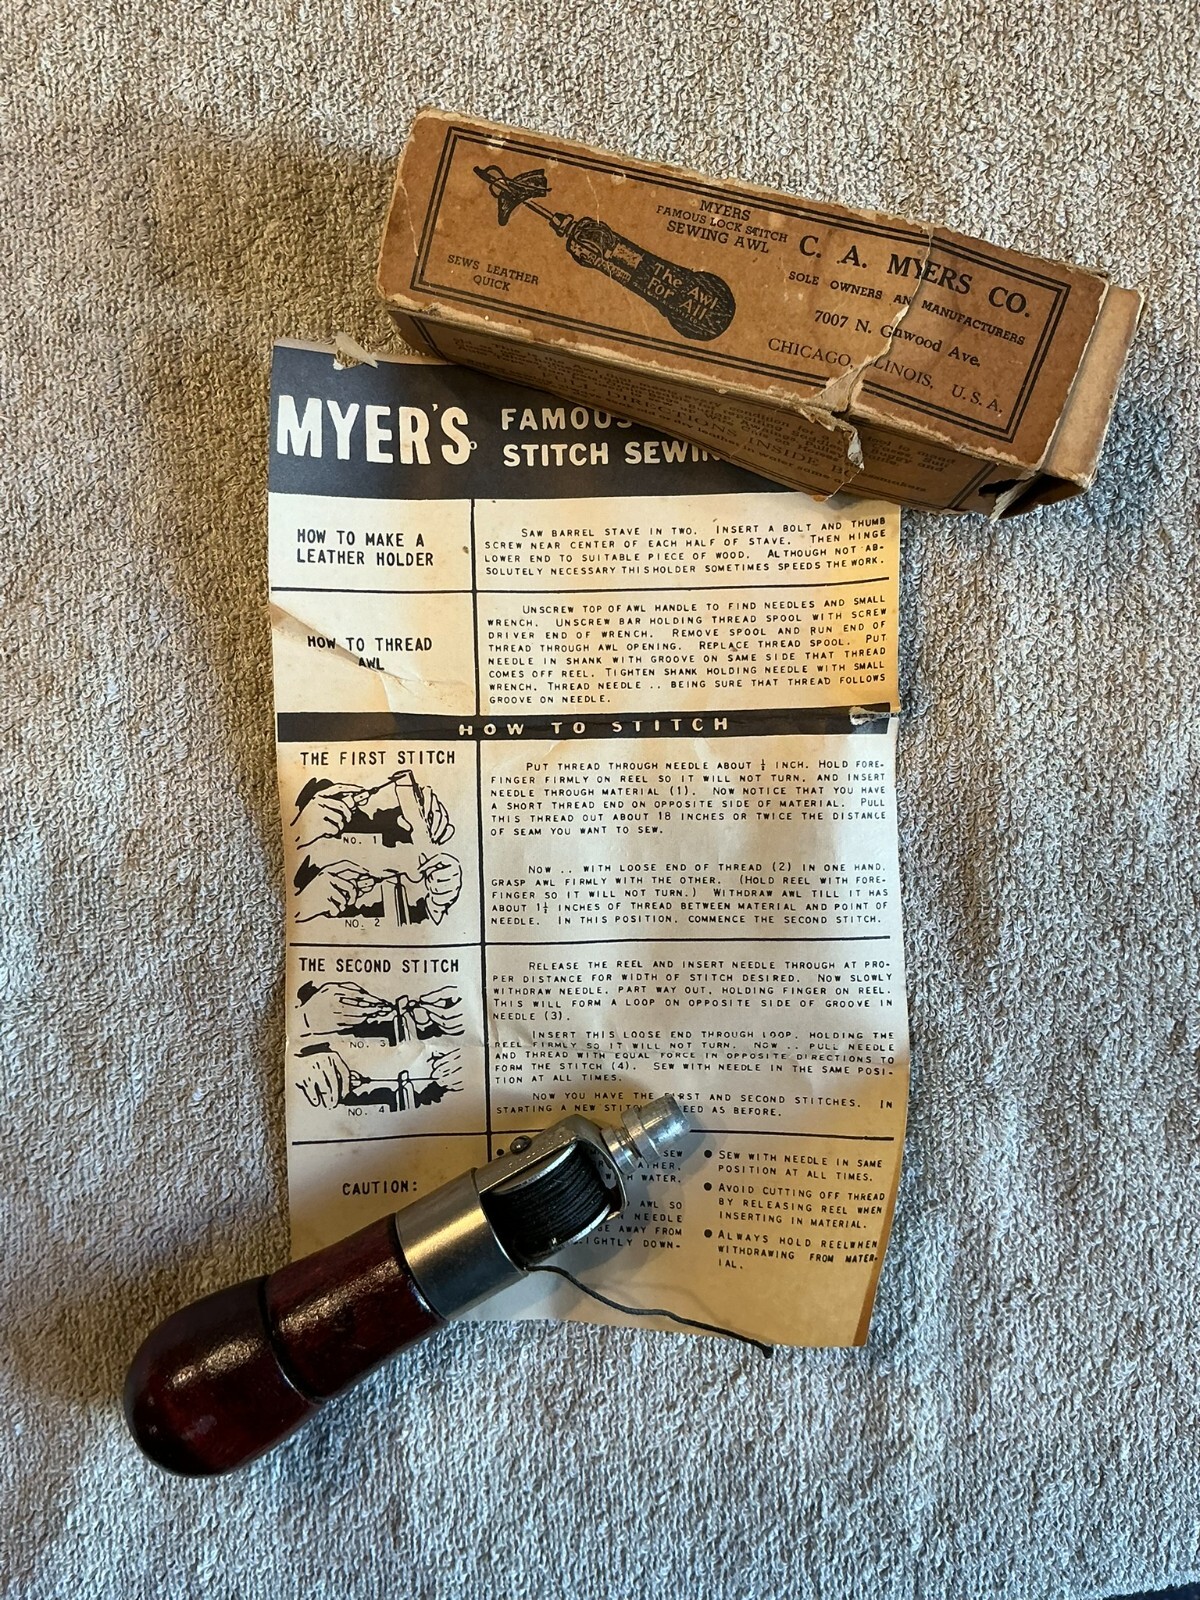 MYERS
FAMOUS LOCK STITCH
SEWING AWL
SEWS LEATHER
QUICK
The Awl
FOR All
C. A. MYERS CO.
SOLE OWNERS AND MANUFACTURERS
7007 N. Glenwood Ave.
CHICAGO, ILLINOIS, U. S. A.
DIRECTIONS INSIDE
MYER'S FAMOUS
STITCH SEWIN
HOW TO MAKE A
LEATHER HOLDER
SAW BARREL STAVE IN TWO. INSERT A BOLT AND THUMB
SCREW NEAR CENTER OF EACH HALF OF STAVE. THEN HINGE
LOWER END TO SUITABLE PIECE OF WOOD. ALTHOUGH NOT AB-
SOLUTELY NECESSARY THIS HOLDER SOMETIMES SPEEDS THE WORK.
HOW TO THREAD
AWL
UNSCREW TOP OF AWL HANDLE TO FIND NEEDLES AND SMALL
WRENCH. UNSCREW BAR HOLDING THREAD SPOOL WITH SCREW
DRIVER END OF WRENCH. REMOVE SPOOL AND RUN END OF
THREAD THROUGH AWL OPENING. REPLACE THREAD SPOOL. PUT
NEEDLE IN SHANK WITH GROOVE ON SAME SIDE THAT THREAD
COMES OFF REEL. TIGHTEN SHANK HOLDING NEEDLE WITH SMALL
WRENCH. THREAD NEEDLE .. BEING SURE THAT THREAD FOLLOWS
GROOVE ON NEEDLE.
HOW TO STITCH
THE FIRST STITCH
NO. 1
NO. 2
PUT THREAD THROUGH NEEDLE ABOUT ½ INCH. HOLD FORE-
FINGER FIRMLY ON REEL SO IT WILL NOT TURN, AND INSERT
NEEDLE THROUGH MATERIAL (1). NOW NOTICE THAT YOU HAVE
A SHORT THREAD END ON OPPOSITE SIDE OF MATERIAL. PULL
THIS THREAD OUT ABOUT 18 INCHES OR TWICE THE DISTANCE
OF SEAM YOU WANT TO SEW.
NOW .. WITH LOOSE END OF THREAD (2) IN ONE HAND,
GRASP AWL FIRMLY WITH THE OTHER. (HOLD REEL WITH FORE-
FINGER SO IT WILL NOT TURN.) WITHDRAW AWL TILL IT HAS
ABOUT 1½ INCHES OF THREAD BETWEEN MATERIAL AND POINT OF
NEEDLE. IN THIS POSITION, COMMENCE THE SECOND STITCH.
THE SECOND STITCH
NO. 3
NO. 4
RELEASE THE REEL AND INSERT NEEDLE THROUGH AT PRO-
PER DISTANCE FOR WIDTH OF STITCH DESIRED. NOW SLOWLY
WITHDRAW NEEDLE, PART WAY OUT, HOLDING FINGER ON REEL.
THIS WILL FORM A LOOP ON OPPOSITE SIDE OF GROOVE IN
NEEDLE (3).
INSERT THIS LOOSE END THROUGH LOOP, HOLDING THE
REEL FIRMLY SO IT WILL NOT TURN. NOW .. PULL NEEDLE
AND THREAD WITH EQUAL FORCE IN OPPOSITE DIRECTIONS TO
FORM THE STITCH (4). SEW WITH NEEDLE IN THE SAME POSI-
TION AT ALL TIMES.
NOW YOU HAVE THE FIRST AND SECOND STITCHES. IN
STARTING A NEW STITCH EED AS BEFORE.
CAUTION:
SEW
ATHER.
WATER.
AWL SO
NEEDLE
AWAY FROM
IGHTLY DOWN-
● SEW WITH NEEDLE IN SAME
POSITION AT ALL TIMES.
● AVOID CUTTING OFF THREAD
BY RELEASING REEL WHEN
INSERTING IN MATERIAL.
● ALWAYS HOLD REEL WHEN
WITHDRAWING FROM MATER-
IAL.